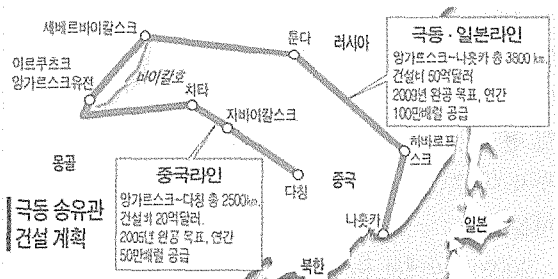 세베르바이칼스크
이르쿠츠크
앙가르스크유전
바이칼호
치타
자바이칼스크
다칭
몽골
중국
툰다
러시아
하바로프
스크
나홋카
일본
북한
극동·일본라인
앙가르스크~나홋카 총 3800 km.
건설비 50억달러
2009년 완공 목표, 연간
100만배럴 공급
중국라인
앙가르스크~다칭 총 2500km.
건설비 20억달러.
2005년 완공 목표, 연간
50만배럴 공급
극동 송유관
건설 계획